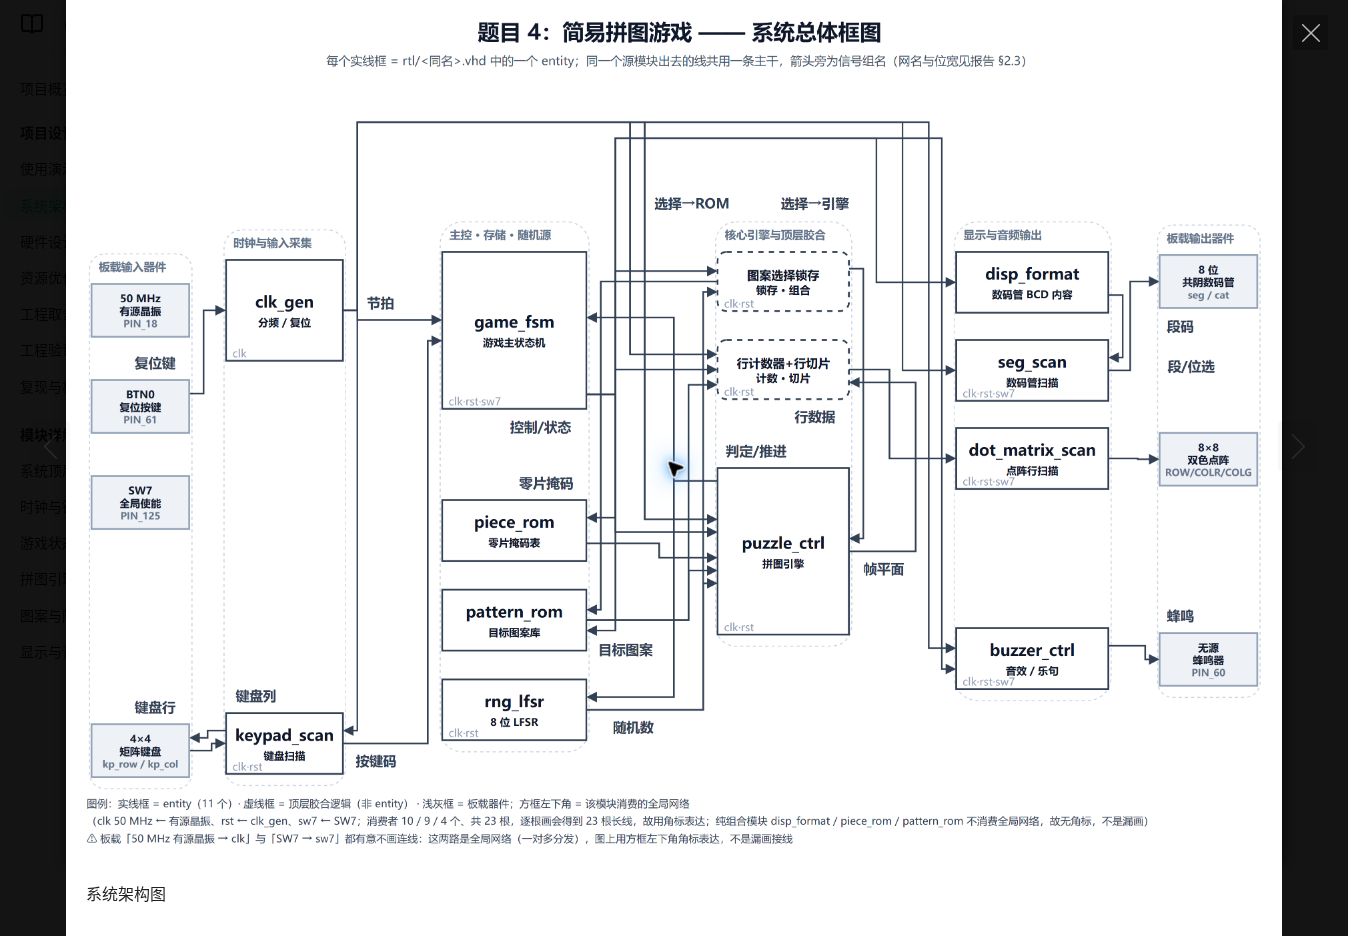 题目 4：简易拼图游戏 —— 系统总体框图
每个实线框 = rtl/<同名>.vhd 中的一个 entity；同一个源模块出去的线共用一条主干，箭头旁为信号组名（网名与位宽见报告 §2.3）
板载输入器件
50 MHz
有源晶振
PIN_18
复位键
BTN0
复位按键
PIN_61
SW7
全局使能
PIN_125
键盘行
4×4
矩阵键盘
kp_row / kp_col
时钟与输入采集
clk_gen
分频 / 复位
clk
节拍
键盘列
keypad_scan
键盘扫描
clk·rst
按键码
主控・存储・随机源
game_fsm
游戏主状态机
clk·rst·sw7
控制/状态
零片掩码
piece_rom
零片掩码表
pattern_rom
目标图案库
目标图案
rng_lfsr
8 位 LFSR
clk·rst
随机数
选择→ROM
选择→引擎
核心引擎与顶层胶合
图案选择锁存
锁存・组合
clk·rst
行计数器+行切片
计数・切片
clk·rst
行数据
判定/推进
puzzle_ctrl
拼图引擎
clk·rst
帧平面
显示与音频输出
disp_format
数码管 BCD 内容
seg_scan
数码管扫描
clk·rst·sw7
dot_matrix_scan
点阵行扫描
clk·rst·sw7
buzzer_ctrl
音效 / 乐句
clk·rst·sw7
板载输出器件
8 位
共阴数码管
seg / cat
段码
段/位选
8×8
双色点阵
ROW/COLR/COLG
蜂鸣
无源
蜂鸣器
PIN_60
图例：实线框 = entity（11 个）· 虚线框 = 顶层胶合逻辑（非 entity）· 浅灰框 = 板载器件；方框左下角 = 该模块消费的全局网络
（clk 50 MHz ← 有源晶振、rst ← clk_gen、sw7 ← SW7；消费者 10 / 9 / 4 个、共 23 根，逐根画会得到 23 根长线，故用角标表达；纯组合模块 disp_format / piece_rom / pattern_rom 不消费全局网络，故无角标，不是漏画）
⚠ 板载「50 MHz 有源晶振 → clk」与「SW7 → sw7」都有意不画连线：这两路是全局网络（一对多分发），图上用方框左下角角标表达，不是漏画接线
系统架构图